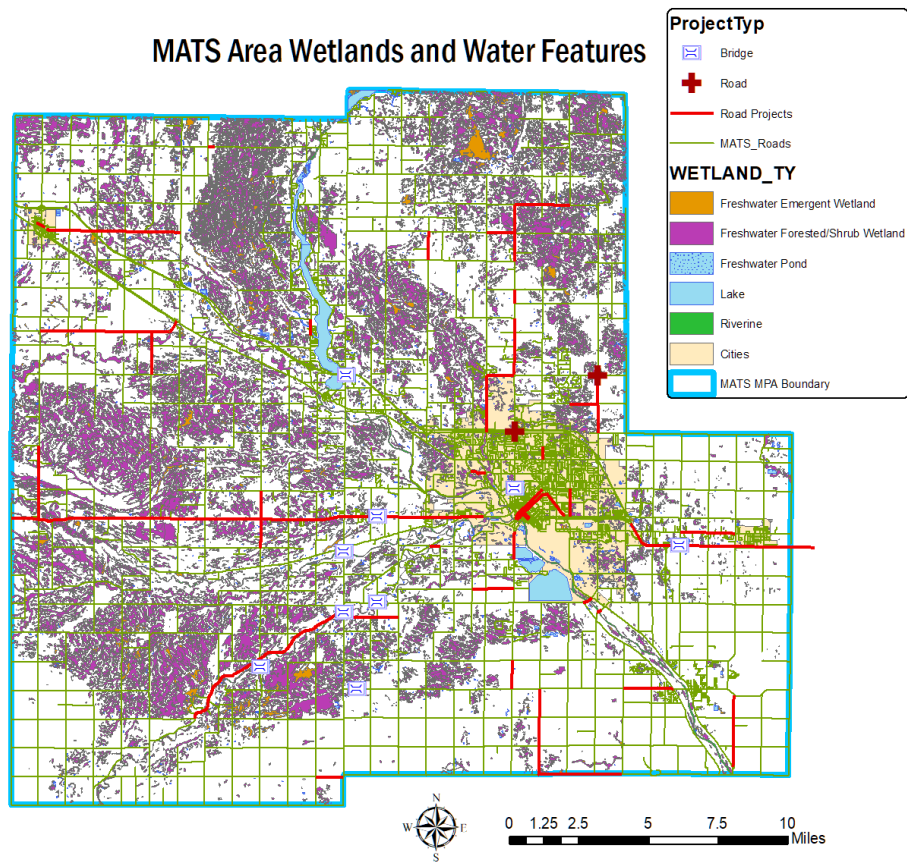 MATS Area Wetlands and Water Features
ProjectTyp
Bridge
Road
Road Projects
MATS_Roads
WETLAND_TY
Freshwater Emergent Wetland
Freshwater Forested/Shrub Wetland
Freshwater Pond
Lake
Riverine
Cities
MATS MPA Boundary
N
W E
S
0 1.25 2.5 5 7.5 10
Miles